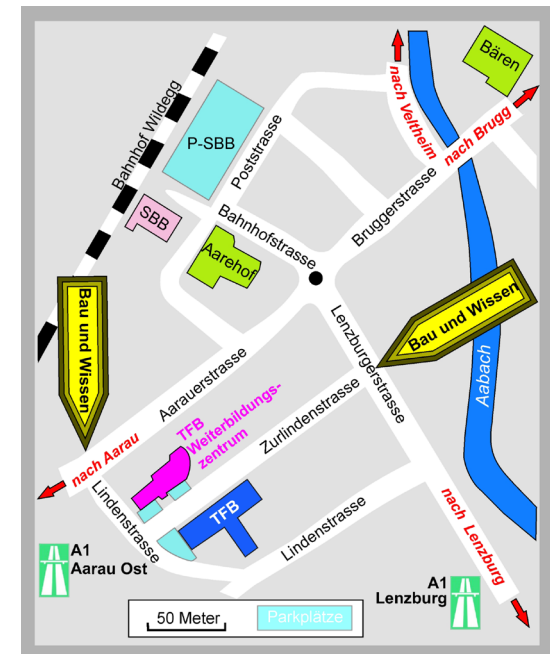 Bären
nach Veltheim
nach Brugg
Bahnhof Wildegg
P-SBB
Poststrasse
SBB
Bahnhofstrasse
Bruggerstrasse
Aarehof
Bau und Wissen
Bau und Wissen
Lenzburgerstrasse
Aabach
Aarauerstrasse
TFB
Weiterbildungs-
zentrum
Zurlindenstrasse
nach Aarau
Lindenstrasse
TFB
Lindenstrasse
nach Lenzburg
A1
Aarau Ost
A1
Lenzburg
50 Meter
Parkplätze